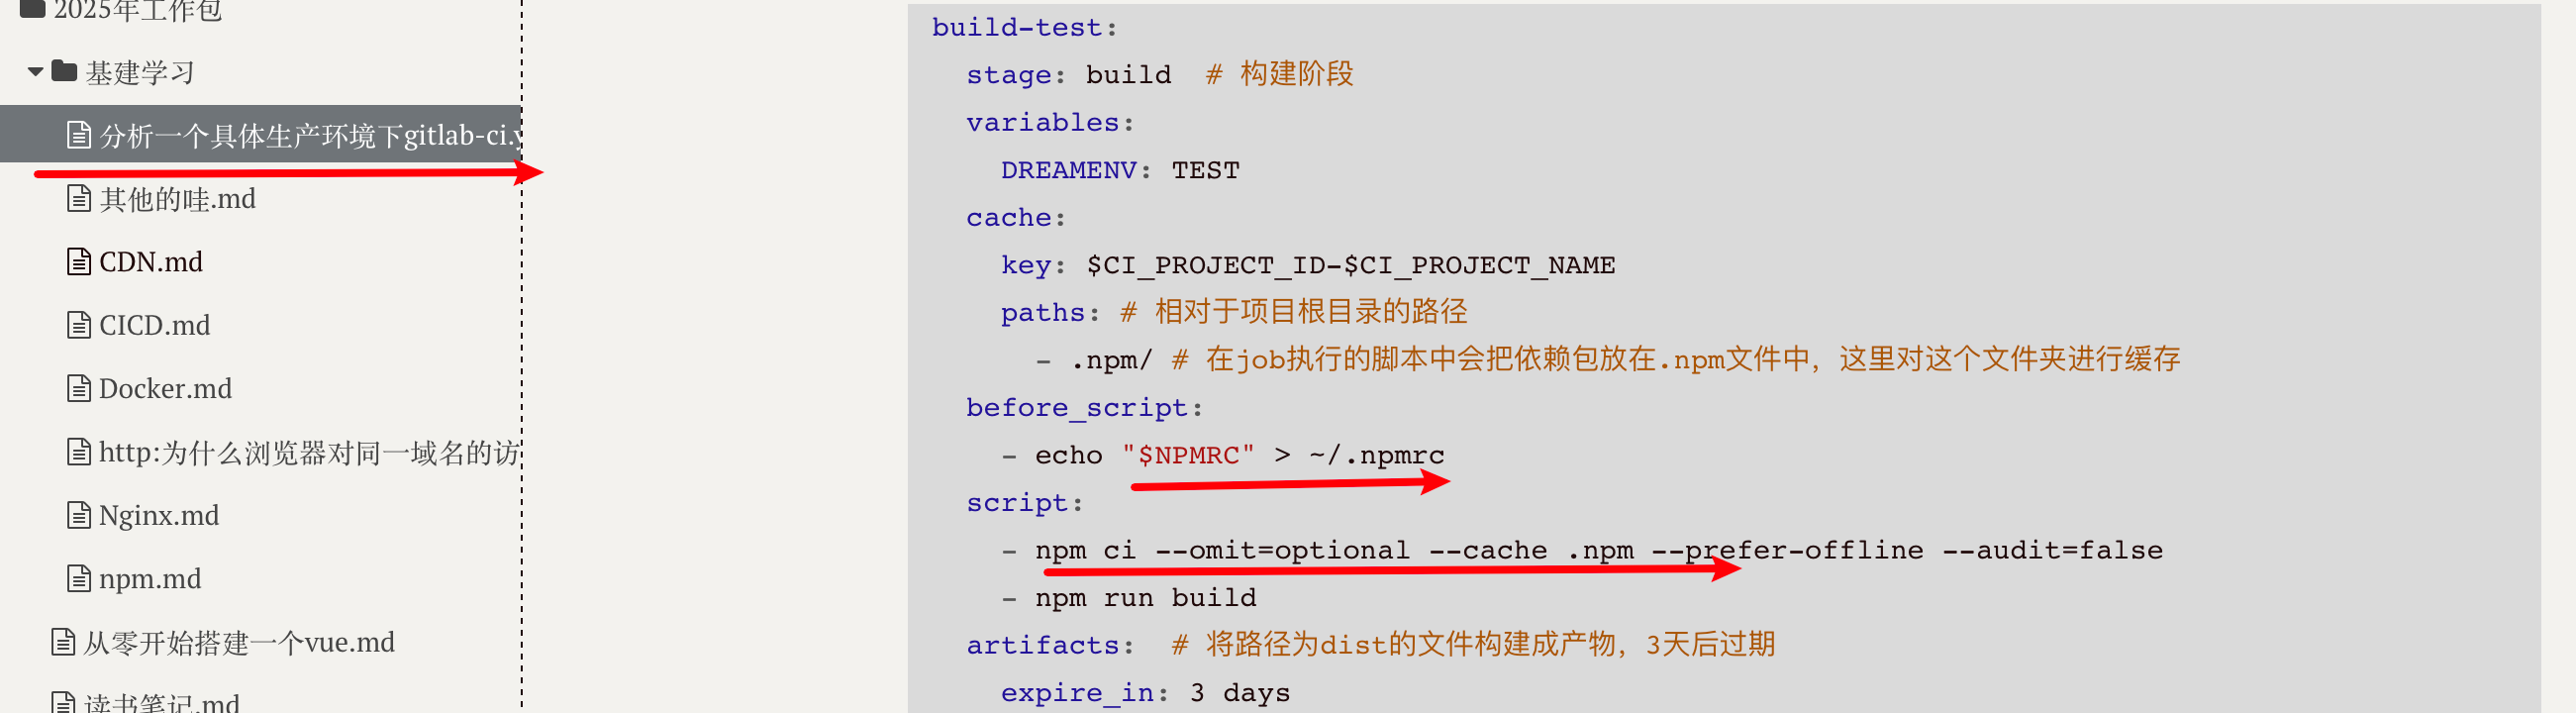 2025年工作包
基建学习
分析一个具体生产环境下gitlab-ci.y
其他的哇.md
CDN.md
CICD.md
Docker.md
http:为什么浏览器对同一域名的访
Nginx.md
npm.md
从零开始搭建一个vue.md
读书笔记.md
build-test:
stage: build  # 构建阶段
variables:
DREAMENV: TEST
cache:
key: $CI_PROJECT_ID-$CI_PROJECT_NAME
paths: # 相对于项目根目录的路径
- .npm/ # 在job执行的脚本中会把依赖包放在.npm文件中，这里对这个文件夹进行缓存
before_script:
- echo "$NPMRC" > ~/.npmrc
script:
- npm ci --omit=optional --cache .npm --prefer-offline --audit=false
- npm run build
artifacts:  # 将路径为dist的文件构建成产物，3天后过期
expire_in: 3 days